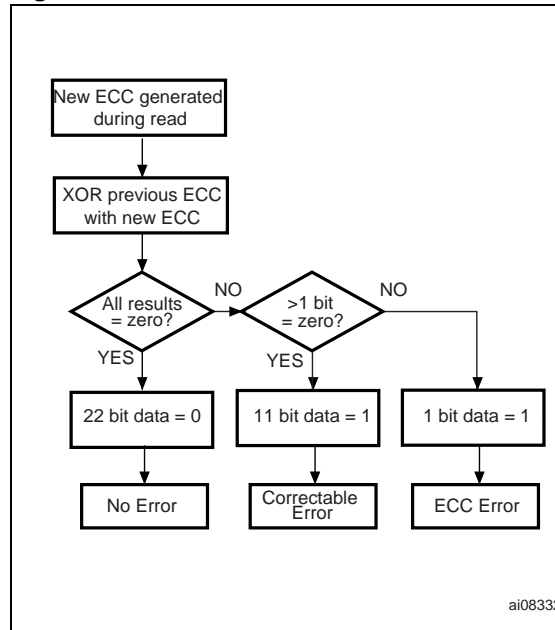 New ECC generated
during read
XOR previous ECC
with new ECC
All results
= zero?
NO
>1 bit
= zero?
NO
YES
YES
22 bit data = 0
11 bit data = 1
1 bit data = 1
No Error
Correctable
Error
ECC Error